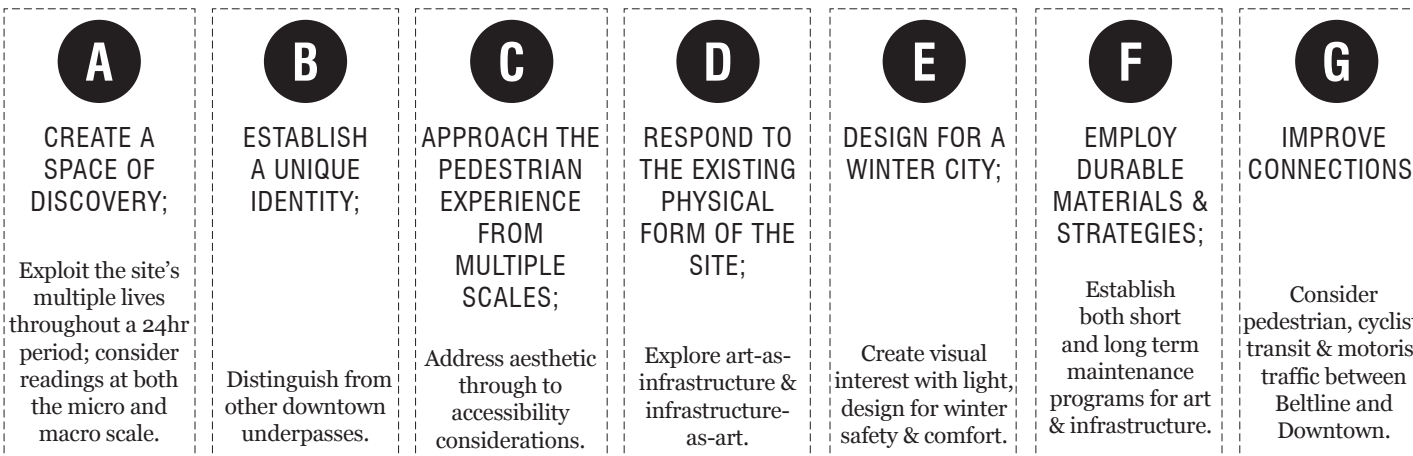 A
CREATE A
SPACE OF
DISCOVERY;
Exploit the site's
multiple lives
throughout a 24hr
period; consider
readings at both
the micro and
macro scale.
B
ESTABLISH
A UNIQUE
IDENTITY;
Distinguish from
other downtown
underpasses.
C
APPROACH THE
PEDESTRIAN
EXPERIENCE
FROM
MULTIPLE
SCALES;
Address aesthetic
through to
accessibility
considerations.
D
RESPOND TO
THE EXISTING
PHYSICAL
FORM OF THE
SITE;
Explore art-as-
infrastructure &
infrastructure-
as-art.
E
DESIGN FOR A
WINTER CITY;
Create visual
interest with light,
design for winter
safety & comfort.
F
EMPLOY
DURABLE
MATERIALS &
STRATEGIES;
Establish
both short
and long term
maintenance
programs for art
& infrastructure.
G
IMPROVE
CONNECTIONS
Consider
pedestrian,
transit &
traffic between
Beltline and
Downtown.